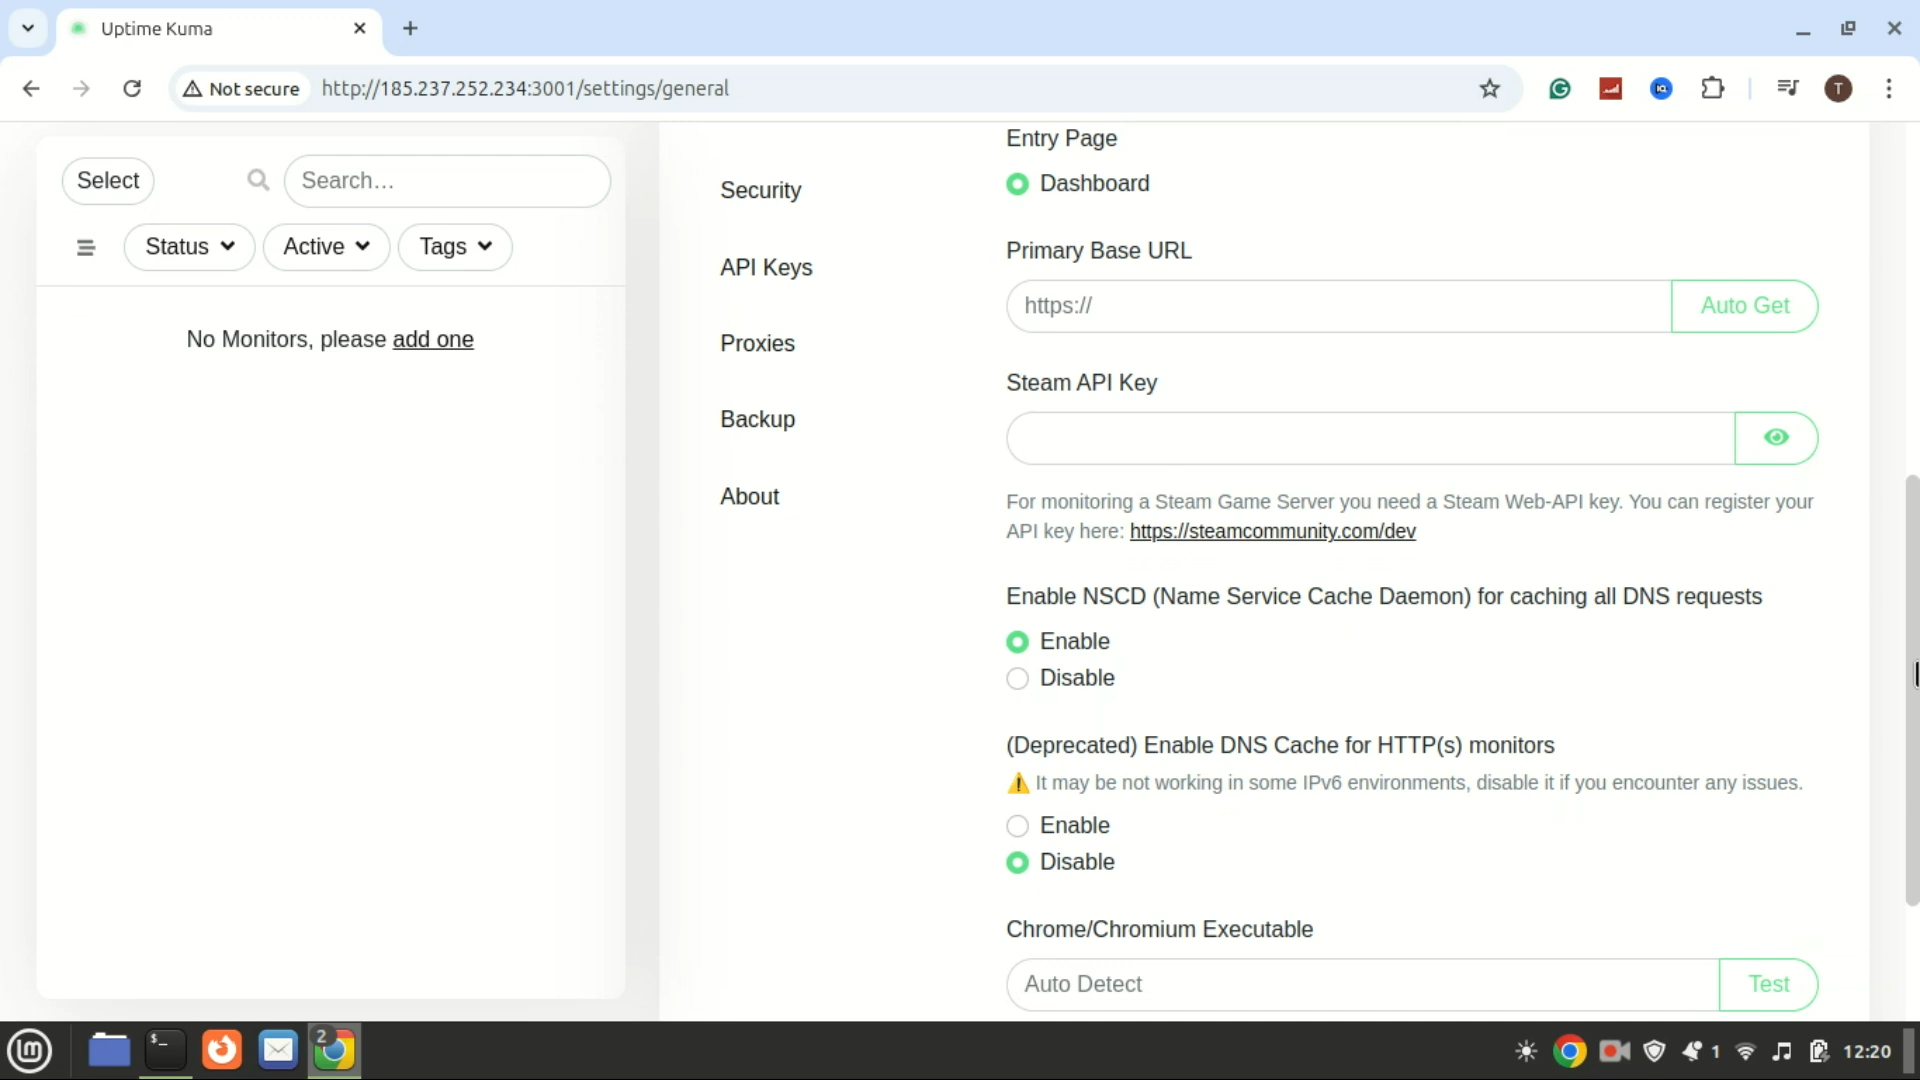 Uptime Kuma
Not secure
http://185.237.252.234:3001/settings/general
T
Select
Search…
Status
Active
Tags
No Monitors, please add one
Security
API Keys
Proxies
Backup
About
Entry Page
Dashboard
Primary Base URL
https://
Auto Get
Steam API Key
For monitoring a Steam Game Server you need a Steam Web-API key. You can register your
API key here: https://steamcommunity.com/dev
Enable NSCD (Name Service Cache Daemon) for caching all DNS requests
Enable
Disable
(Deprecated) Enable DNS Cache for HTTP(s) monitors
⚠️ It may be not working in some IPv6 environments, disable it if you encounter any issues.
Enable
Disable
Chrome/Chromium Executable
Auto Detect
Test
$_
2
1
12:20